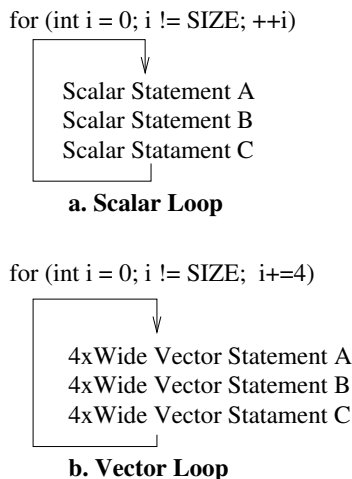 for (int i = 0; i != SIZE; ++i)
Scalar Statement A
Scalar Statement B
Scalar Statament C
a. Scalar Loop
for (int i = 0; i != SIZE; i+=4)
4xWide Vector Statement A
4xWide Vector Statement B
4xWide Vector Statament C
b. Vector Loop